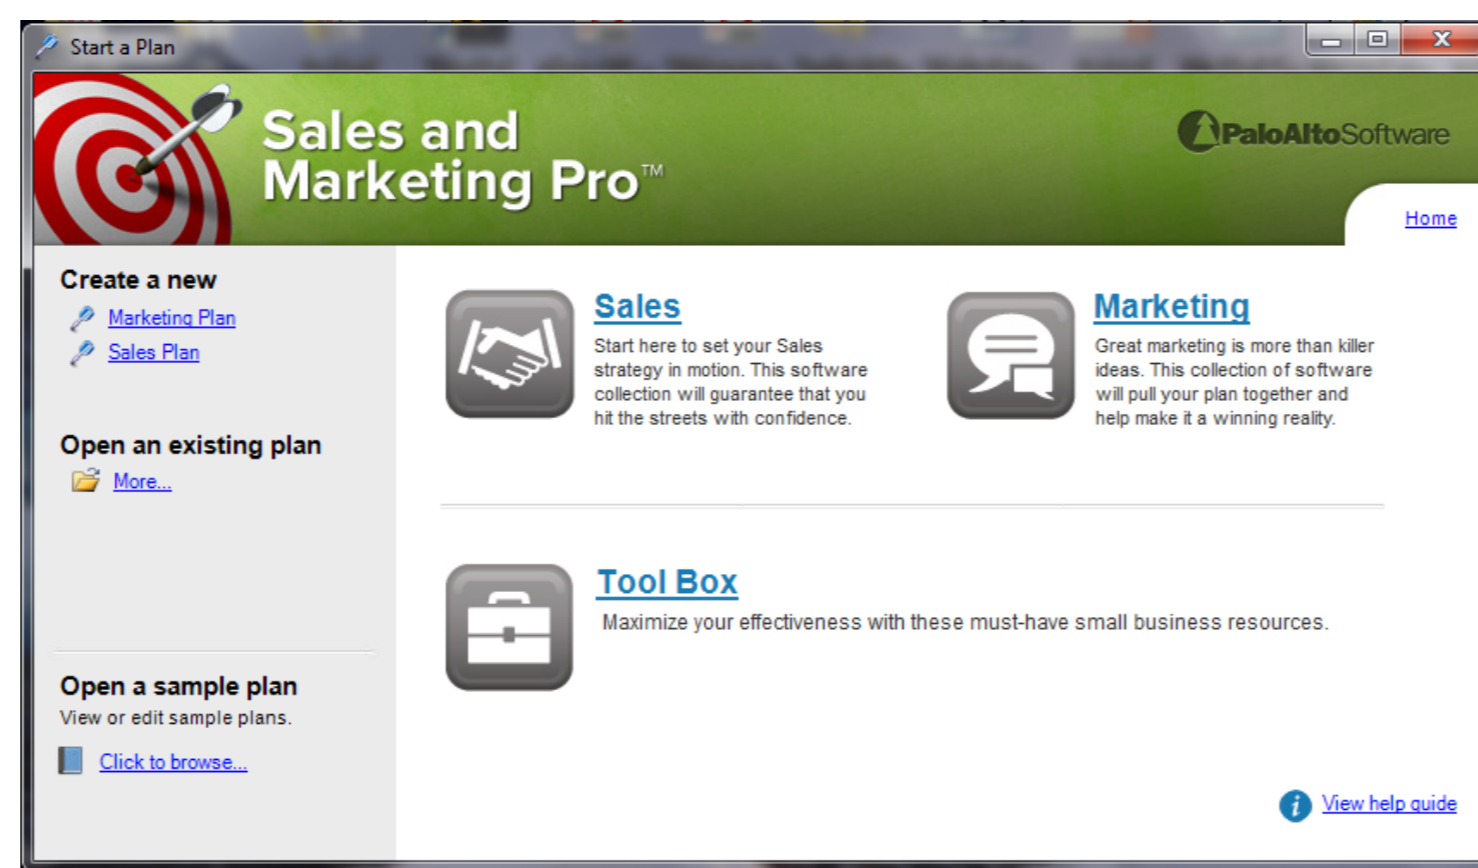 Start a Plan
Sales and
Marketing Pro™
PaloAltoSoftware
Home
Create a new
Marketing Plan
Sales Plan
Open an existing plan
More...
Open a sample plan
View or edit sample plans.
Click to browse...
Sales
Start here to set your Sales
strategy in motion. This software
collection will guarantee that you
hit the streets with confidence.
Marketing
Great marketing is more than killer
ideas. This collection of software
will pull your plan together and
help make it a winning reality.
Tool Box
Maximize your effectiveness with these must-have small business resources.
View help guide